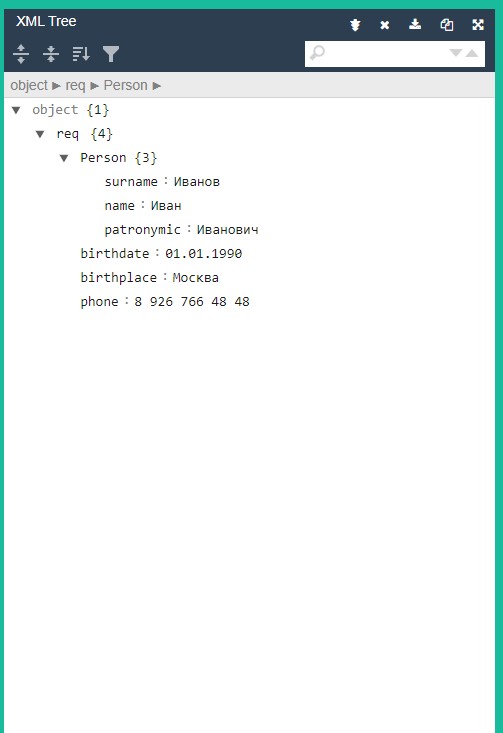 XML Tree
object ► req ► Person ►
object {1}
req {4}
Person {3}
surname : Иванов
name : Иван
patronymic : Иванович
birthdate : 01.01.1990
birthplace : Москва
phone : 8 926 766 48 48